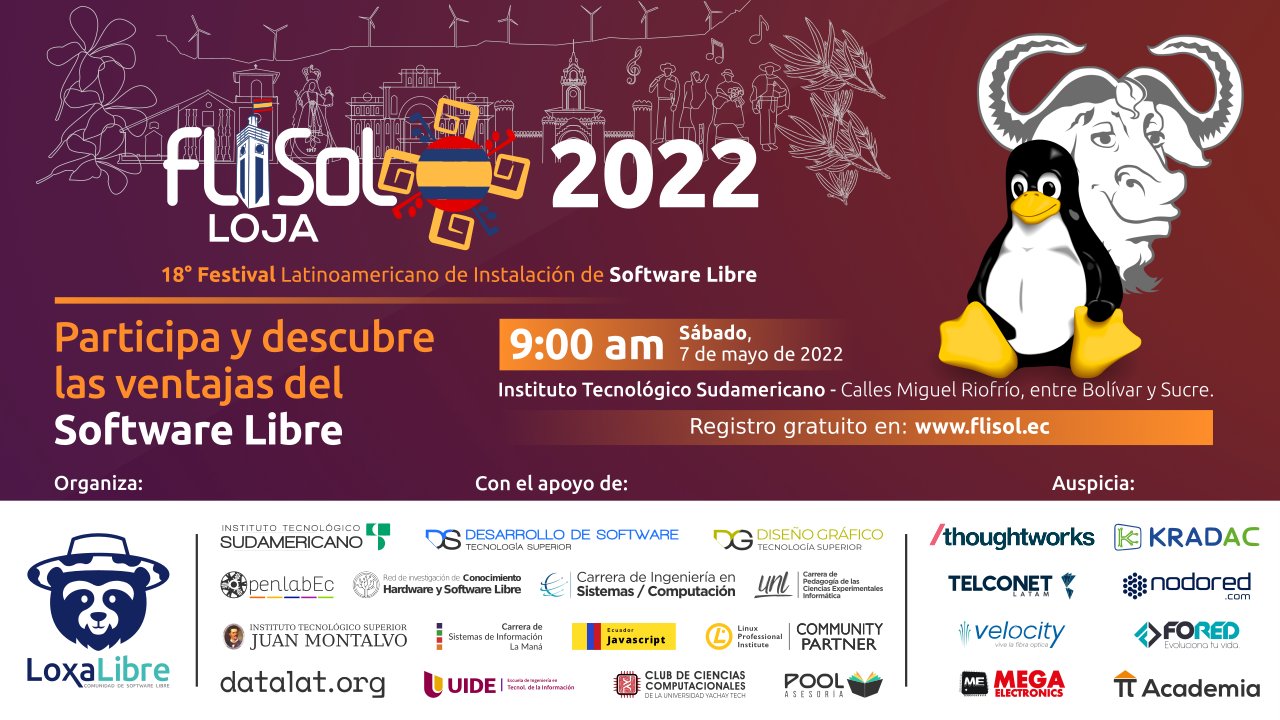 fLISol
LOJA
2022
18° Festival Latinoamericano de Instalación de Software Libre
Participa y descubre
las ventajas del
Software Libre
9:00 am
Sábado,
7 de mayo de 2022
Instituto Tecnológico Sudamericano - Calles Miguel Riofrío, entre Bolívar y Sucre.
Registro gratuito en: www.flisol.ec
Organiza:
Con el apoyo de:
Auspicia:
LoxaLibre
COMUNIDAD DE SOFTWARE LIBRE
INSTITUTO TECNOLÓGICO
SUDAMERICANO
DS DESARROLLO DE SOFTWARE
TECNOLOGÍA SUPERIOR
DG DISEÑO GRÁFICO
TECNOLOGÍA SUPERIOR
OpenlabEc
Red de investigación de Conocimiento
Hardware y Software Libre
Carrera de Ingeniería en
Sistemas / Computación
UNL
Carrera de
Pedagogía de las
Ciencias Experimentales
Informática
INSTITUTO TECNOLÓGICO SUPERIOR
JUAN MONTALVO
Carrera de
Sistemas de Información
La Maná
Ecuador
Javascript
Linux
Professional
Institute
COMMUNITY
PARTNER
datalat.org
UIDE
Escuela de Ingeniería en
Tecnol. de la Información
CLUB DE CIENCIAS
COMPUTACIONALES
DE LA UNIVERSIDAD YACHAY TECH
POOL
ASESORÍA
/thoughtworks
KRADAC
TELCONET
LATAM
nodored
.com
velocity
vive la fibra óptica
FORED
Evoluciona tu vida.
ME
MEGA
ELECTRONICS
π Academia